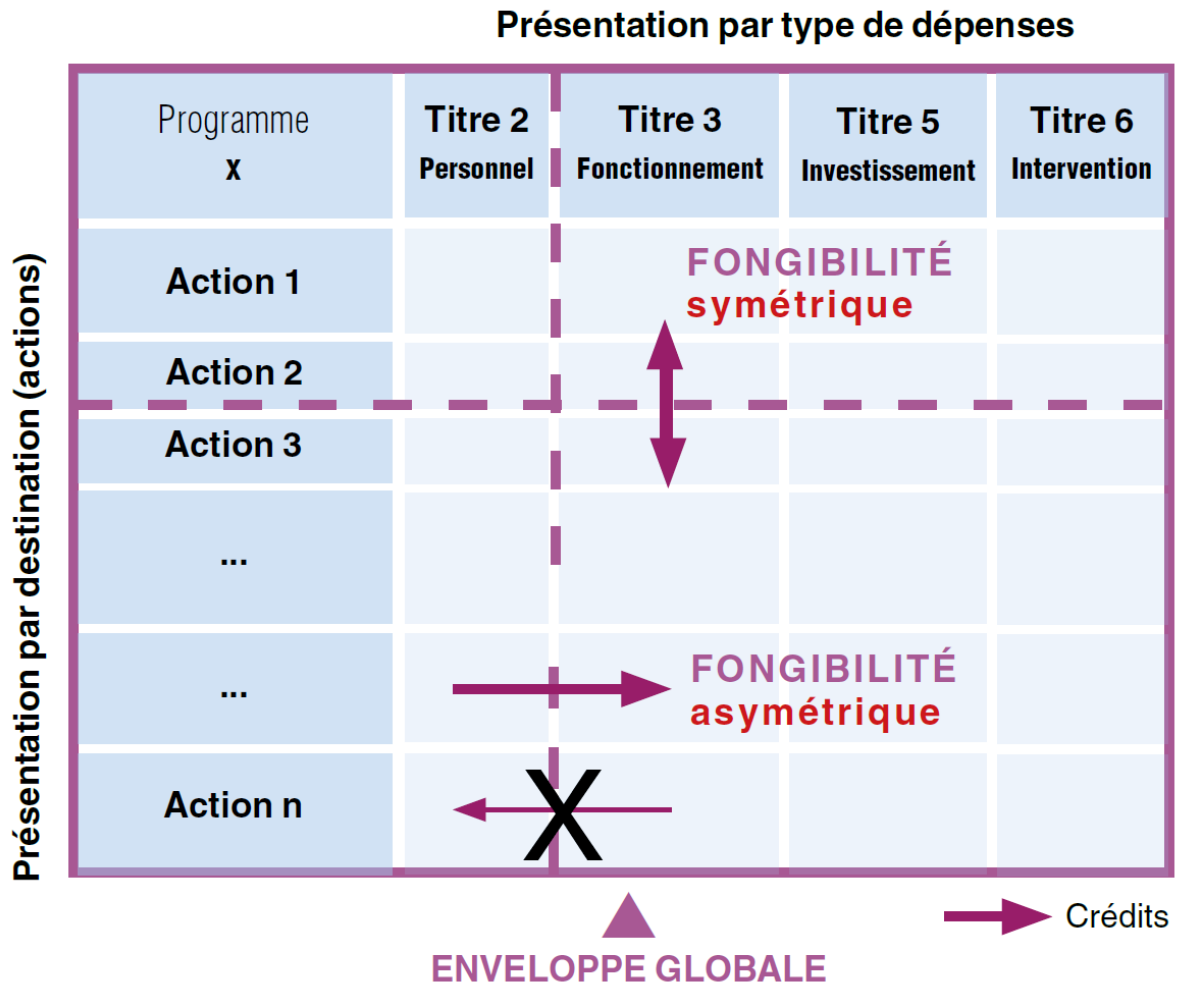 Présentation par type de dépenses
Programme
x
Titre 2
Personnel
Titre 3
Fonctionnement
Titre 5
Investissement
Titre 6
Intervention
Présentation par destination (actions)
Action 1
FONGIBILITÉ
symétrique
Action 2
Action 3
...
...
FONGIBILITÉ
asymétrique
Action n
X
Crédits
ENVELOPPE GLOBALE